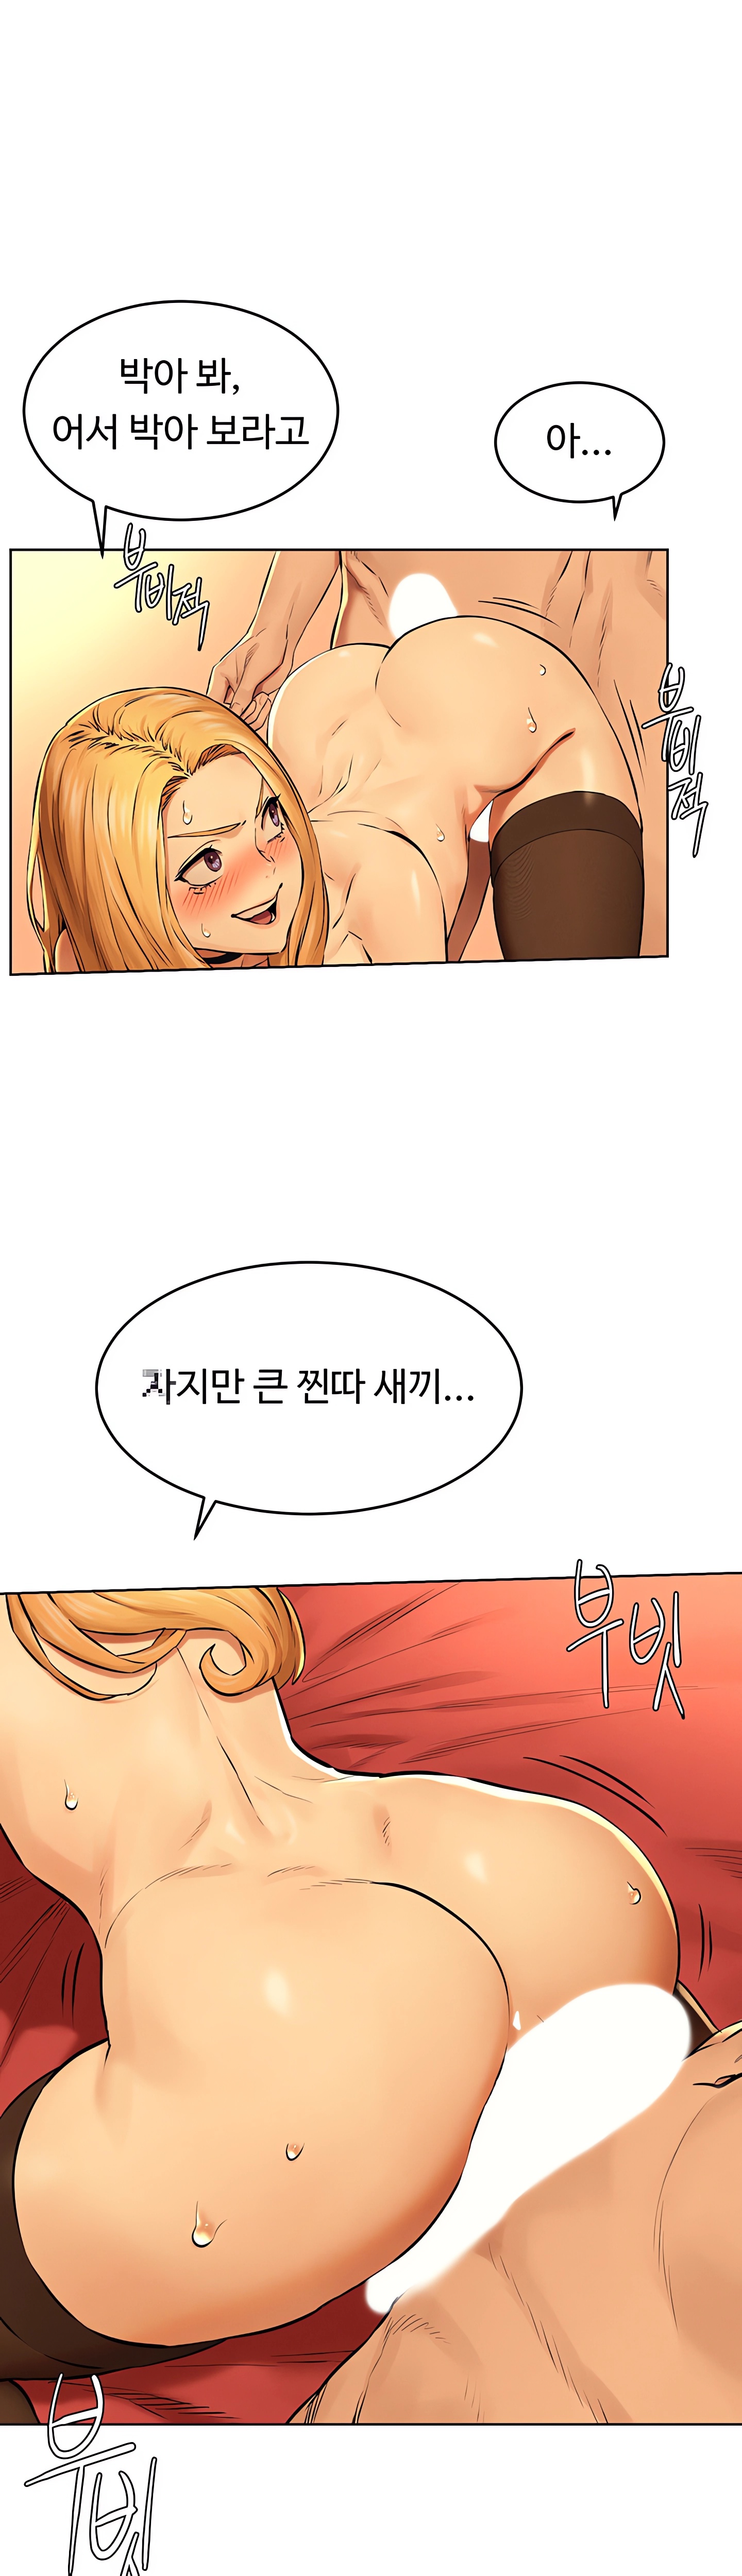 박아 봐,
어서 박아 보라고
아...
부비적
부비적
자지만 큰 찐따 새끼...
부빗
부빗